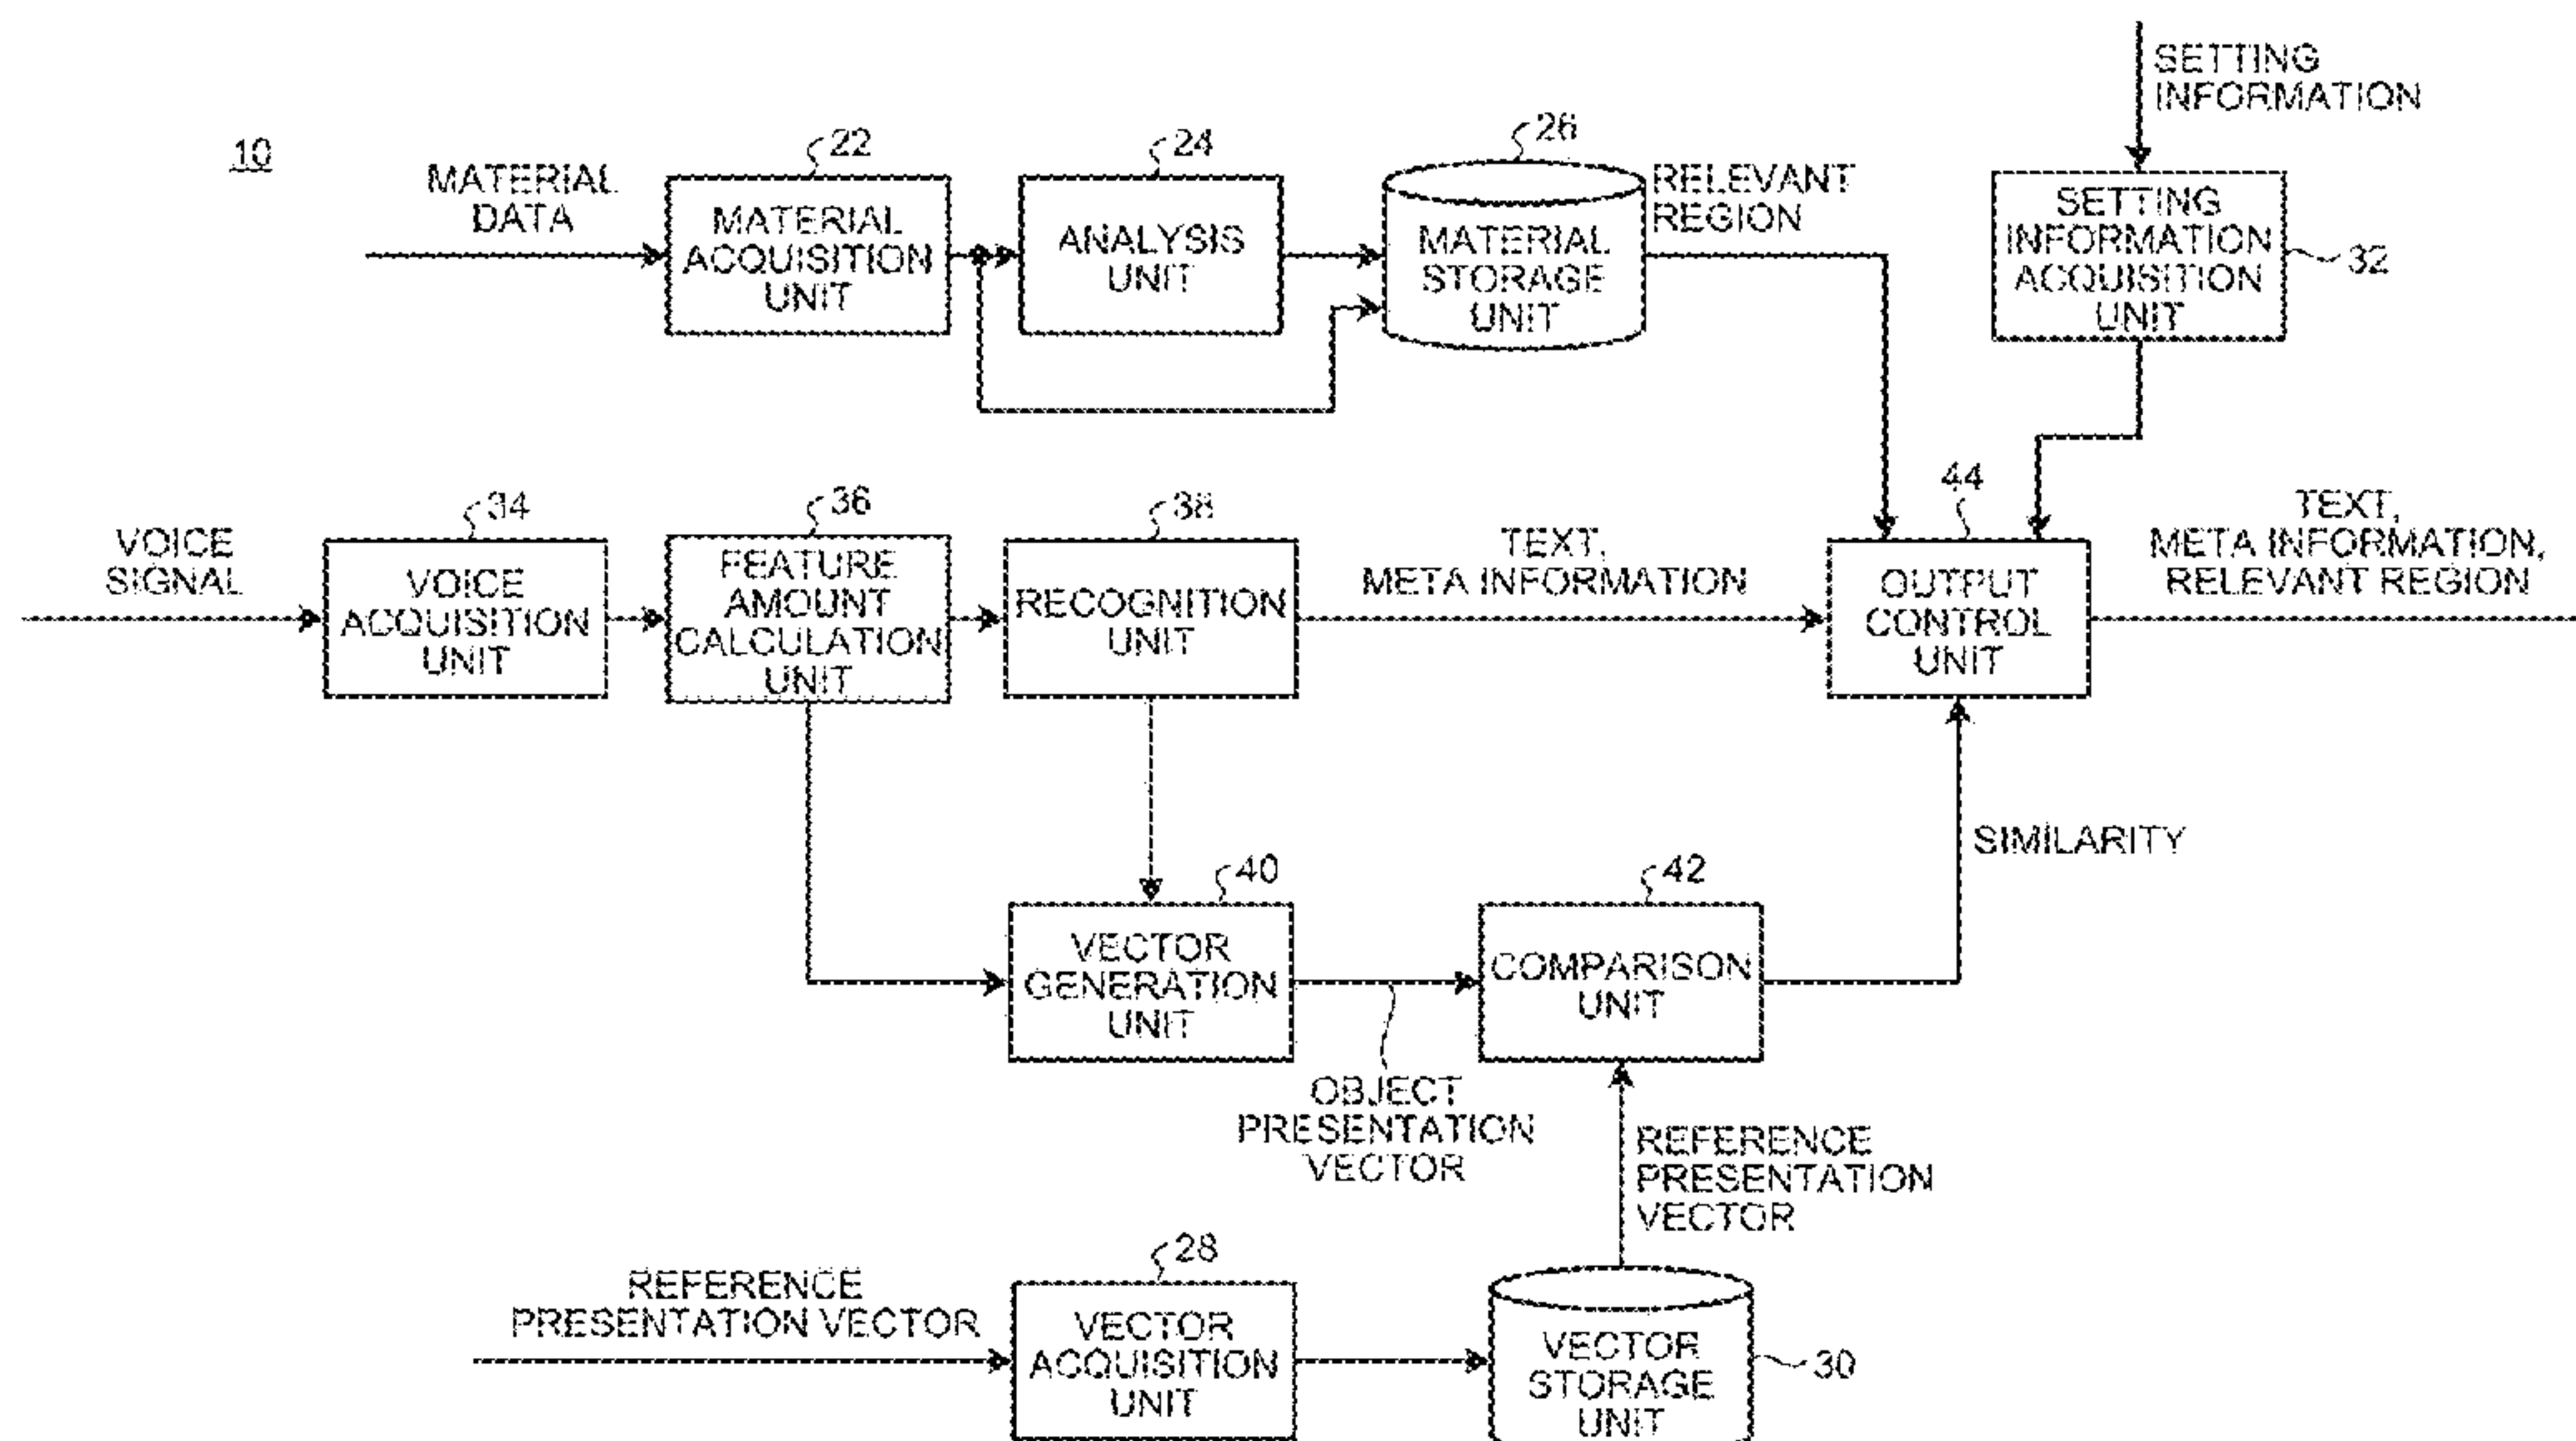 10
SETTING
INFORMATION
22
24
26
MATERIAL
DATA
MATERIAL
ACQUISITION
UNIT
ANALYSIS
UNIT
MATERIAL
STORAGE
UNIT
RELEVANT
REGION
SETTING
INFORMATION
ACQUISITION
UNIT
32
34
36
38
44
VOICE
SIGNAL
VOICE
ACQUISITION
UNIT
FEATURE
AMOUNT
CALCULATION
UNIT
RECOGNITION
UNIT
TEXT,
META INFORMATION
OUTPUT
CONTROL
UNIT
TEXT,
META INFORMATION,
RELEVANT REGION
SIMILARITY
40
42
VECTOR
GENERATION
UNIT
COMPARISON
UNIT
OBJECT
PRESENTATION
VECTOR
REFERENCE
PRESENTATION
VECTOR
28
REFERENCE
PRESENTATION VECTOR
VECTOR
ACQUISITION
UNIT
VECTOR
STORAGE
UNIT
30